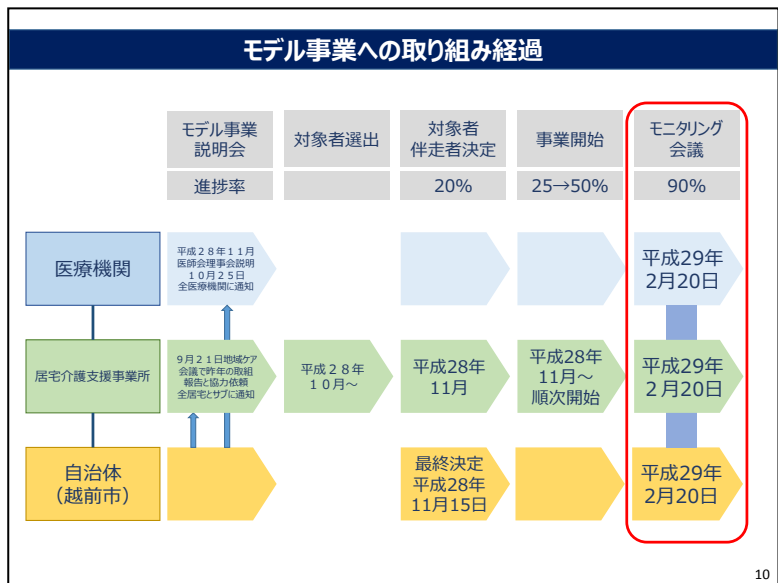 モデル事業への取り組み経過
モデル事業
説明会
対象者選出
対象者
伴走者決定
事業開始
モニタリング
会議
進捗率
20%
25→50%
90%
医療機関
平成２８年１１月
医師会理事会説明
１０月２５日
全医療機関に通知
平成29年
2月20日
居宅介護支援事業所
９月２１日地域ケア
会議で昨年の取組
報告と協力依頼
全居宅とサブに通知
平成２８年
１０月～
平成28年
11月
平成28年
11月～
順次開始
平成29年
２月20日
自治体
（越前市）
最終決定
平成28年
11月15日
平成29年
2月20日
10